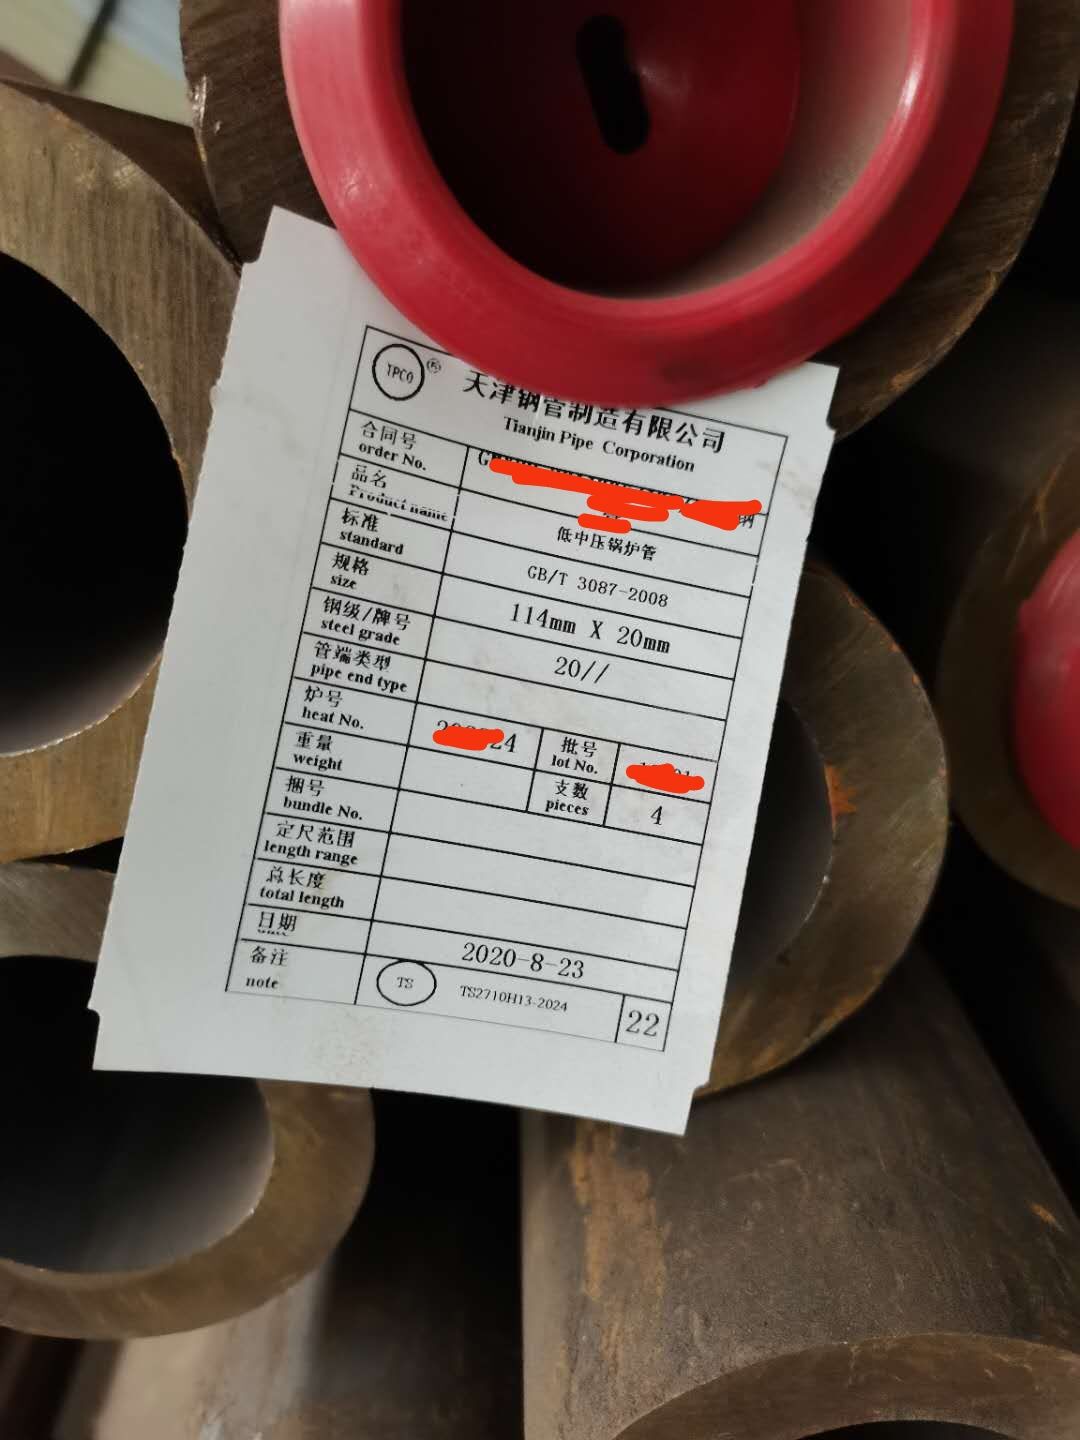 TPCO ®
天津钢管制造有限公司
Tianjin Pipe Corporation
合同号
order No.
G
钢
品名
Product name
低中压锅炉管
标准
standard
GB/T 3087-2008
规格
size
114mm X 20mm
钢级/牌号
steel grade
20//
管端类型
pipe end type
炉号
heat No.
24
批号
lot No.
重量
weight
支数
pieces
4
捆号
bundle No.
定尺范围
length range
总长度
total length
日期
2020-8-23
备注
note
TS
TS2710H13-2024
22